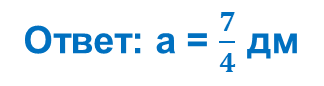 Ответ: а = 7/4 дм